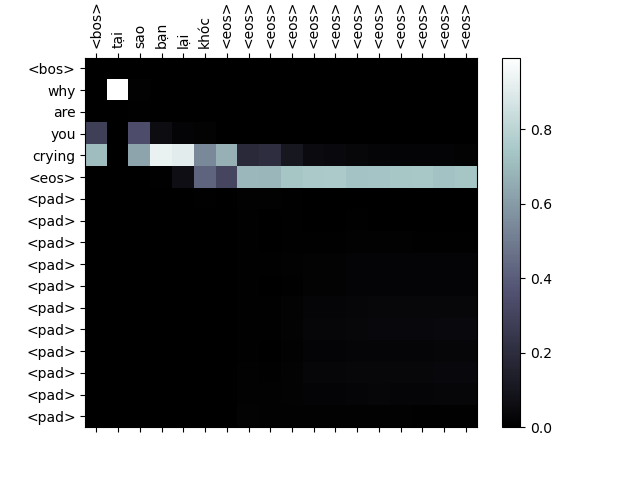 <bos> tại sao bạn lại khóc <eos> <eos> <eos> <eos> <eos> <eos> <eos> <eos> <eos> <eos> <eos> <eos>
<bos>
why
are
you
crying
<eos>
<pad>
<pad>
<pad>
<pad>
<pad>
<pad>
<pad>
<pad>
<pad>
<pad>
<pad>
0.8
0.6
0.4
0.2
0.0